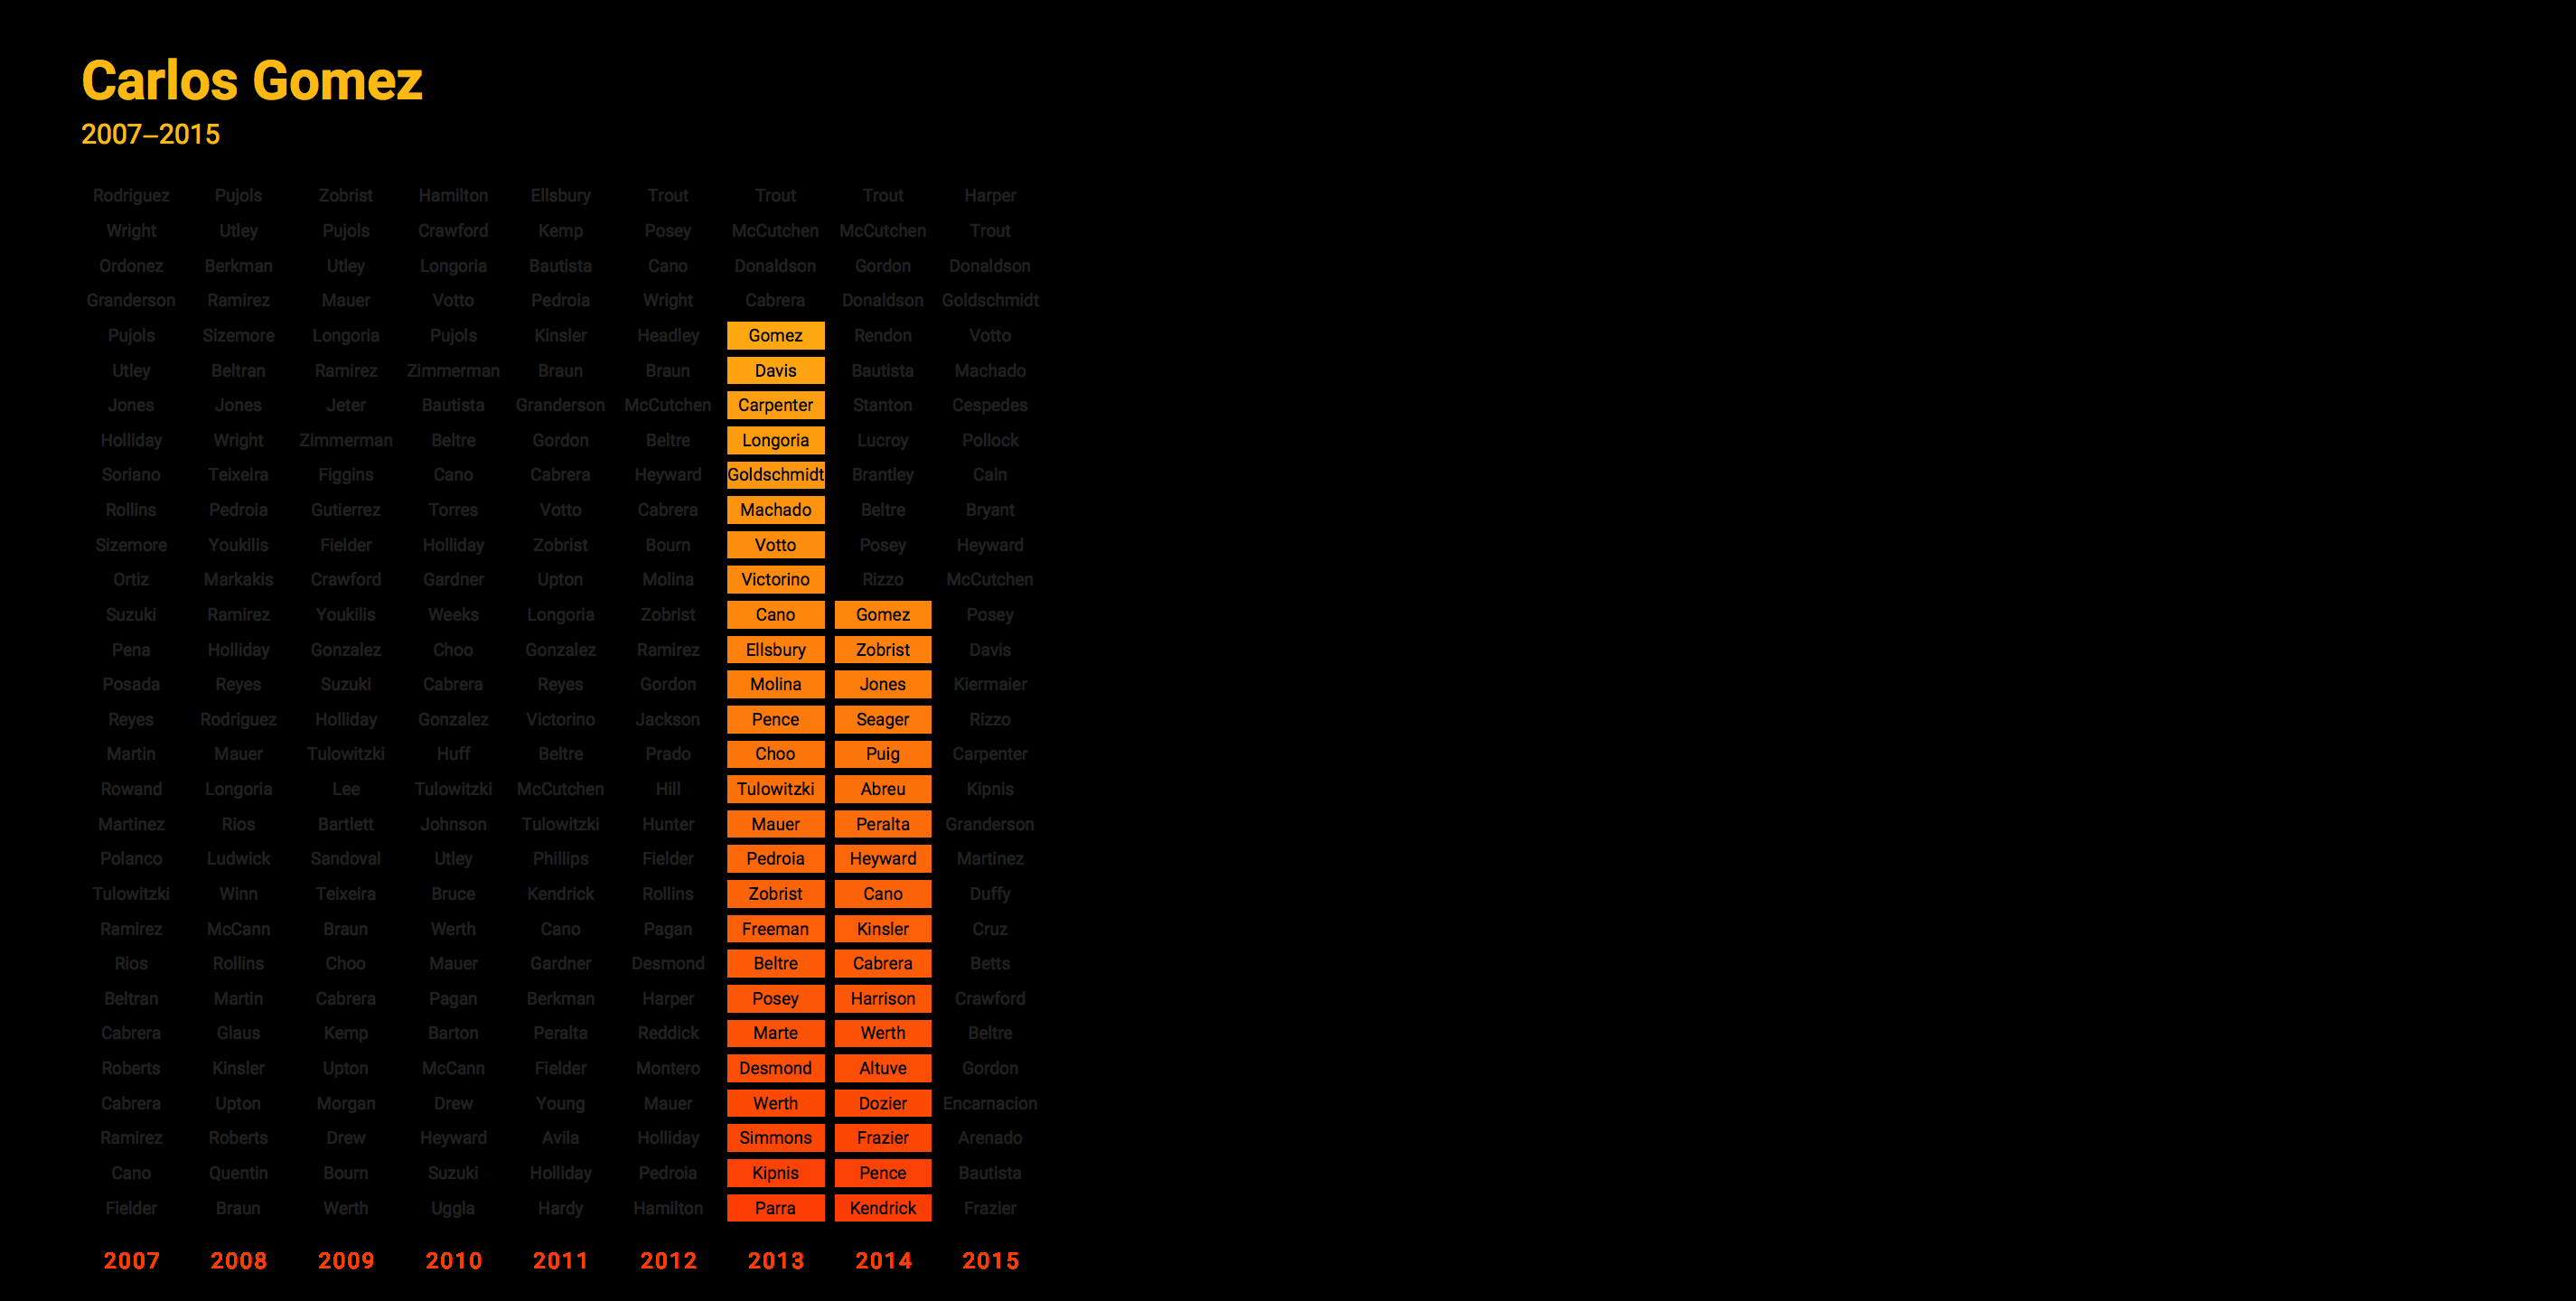 Carlos Gomez
2007–2015
Rodriguez Pujols Zobrist Hamilton Ellsbury Trout Trout Trout Harper
Wright Utley Pujols Crawford Kemp Posey McCutchen McCutchen Trout
Ordonez Berkman Utley Longoria Bautista Cano Donaldson Gordon Donaldson
Granderson Ramirez Mauer Votto Pedroia Wright Cabrera Donaldson Goldschmidt
Pujols Sizemore Longoria Pujols Kinsler Headley Gomez Rendon Votto
Utley Beltran Ramirez Zimmerman Braun Braun Davis Bautista Machado
Jones Jones Jeter Bautista Granderson McCutchen Carpenter Stanton Cespedes
Holliday Wright Zimmerman Beltre Gordon Beltre Longoria Lucroy Pollock
Soriano Teixeira Figgins Cano Cabrera Heyward Goldschmidt Brantley Cain
Rollins Pedroia Gutierrez Torres Votto Cabrera Machado Beltre Bryant
Sizemore Youkilis Fielder Holliday Zobrist Bourn Votto Posey Heyward
Ortiz Markakis Crawford Gardner Upton Molina Victorino Rizzo McCutchen
Suzuki Ramirez Youkilis Weeks Longoria Zobrist Cano Gomez Posey
Pena Holliday Gonzalez Choo Gonzalez Ramirez Ellsbury Zobrist Davis
Posada Reyes Suzuki Cabrera Reyes Gordon Molina Jones Kiermaier
Reyes Rodriguez Holliday Gonzalez Victorino Jackson Pence Seager Rizzo
Martin Mauer Tulowitzki Huff Beltre Prado Choo Puig Carpenter
Rowand Longoria Lee Tulowitzki McCutchen Hill Tulowitzki Abreu Kipnis
Martinez Rios Bartlett Johnson Tulowitzki Hunter Mauer Peralta Granderson
Polanco Ludwick Sandoval Utley Phillips Fielder Pedroia Heyward Martinez
Tulowitzki Winn Teixeira Bruce Kendrick Rollins Zobrist Cano Duffy
Ramirez McCann Braun Werth Cano Pagan Freeman Kinsler Cruz
Rios Rollins Choo Mauer Gardner Desmond Beltre Cabrera Betts
Beltran Martin Cabrera Pagan Berkman Harper Posey Harrison Crawford
Cabrera Glaus Kemp Barton Peralta Reddick Marte Werth Beltre
Roberts Kinsler Upton McCann Fielder Montero Desmond Altuve Gordon
Cabrera Upton Morgan Drew Young Mauer Werth Dozier Encarnacion
Ramirez Roberts Drew Heyward Avila Holliday Simmons Frazier Arenado
Cano Quentin Bourn Suzuki Holliday Pedroia Kipnis Pence Bautista
Fielder Braun Werth Uggla Hardy Hamilton Parra Kendrick Frazier
2007 2008 2009 2010 2011 2012 2013 2014 2015